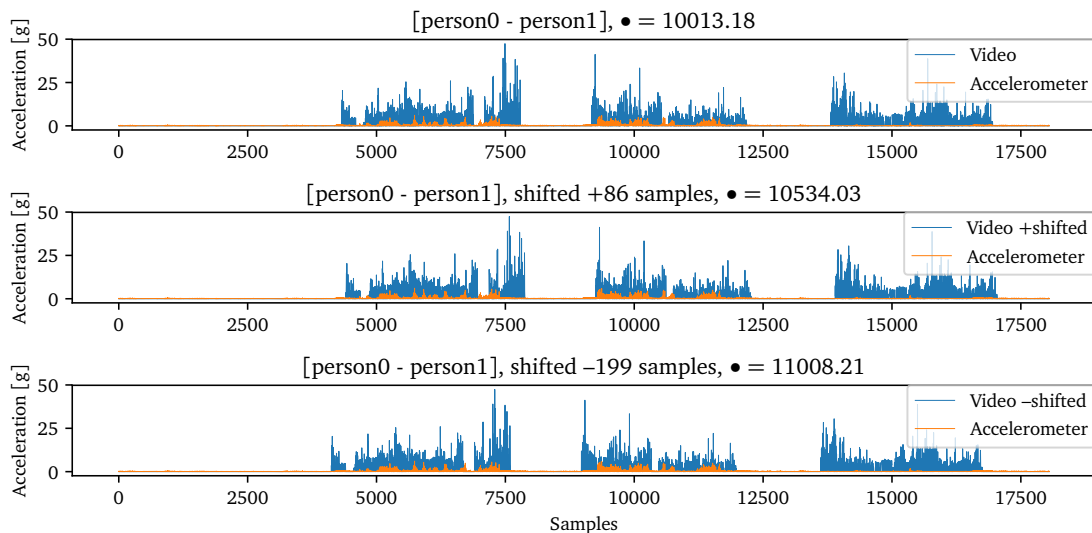 [person0 - person1], • = 10013.18
Acceleration [g]
50
25
0
Video
Accelerometer
0 2500 5000 7500 10000 12500 15000 17500
[person0 - person1], shifted +86 samples, • = 10534.03
Acceleration [g]
50
25
0
Video +shifted
Accelerometer
0 2500 5000 7500 10000 12500 15000 17500
[person0 - person1], shifted –199 samples, • = 11008.21
Acceleration [g]
50
25
0
Video –shifted
Accelerometer
0 2500 5000 7500 10000 12500 15000 17500
Samples